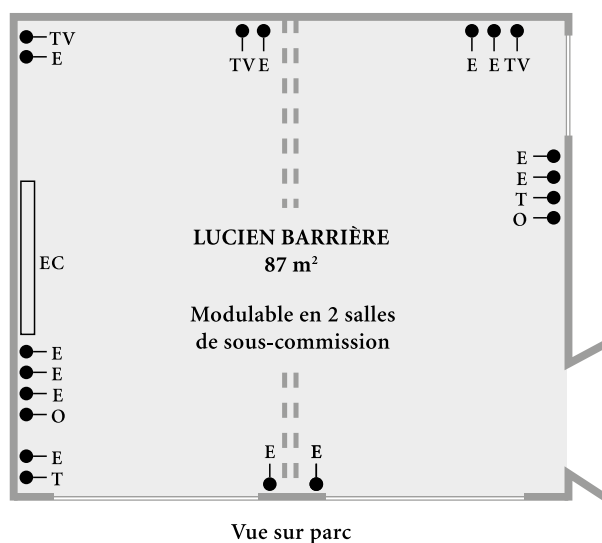 TV
E
TV E
E E TV
E
E
T
O
LUCIEN BARRIÈRE
87 m²
EC
Modulable en 2 salles
de sous-commission
E
E
E
O
E
T
E E
Vue sur parc